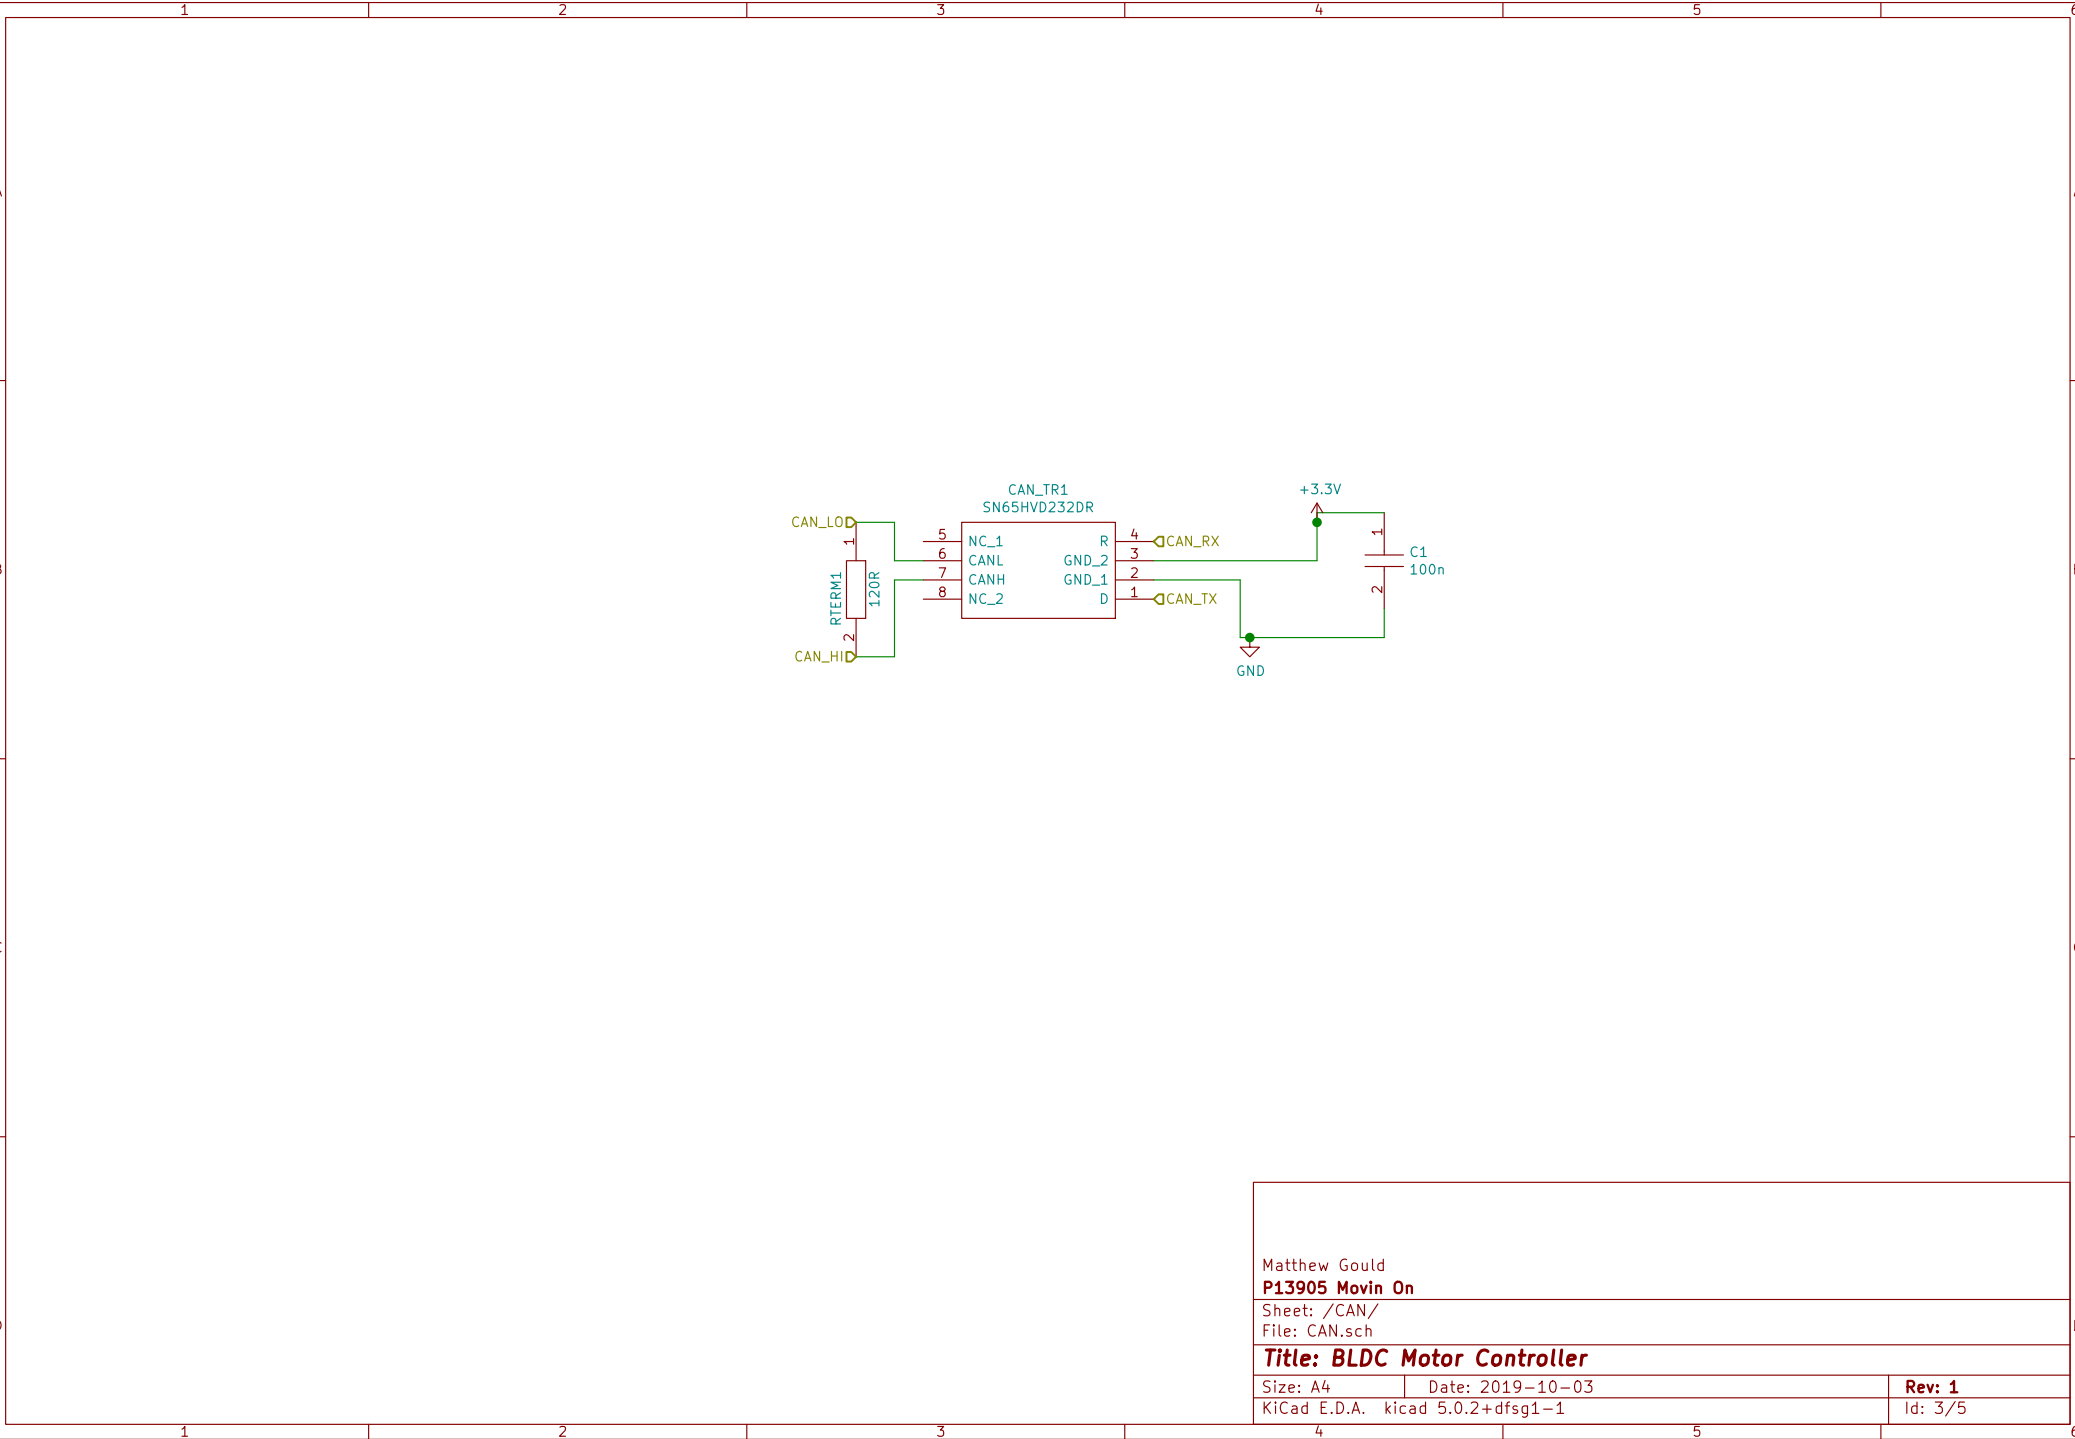 1 2 3 4 5 6
+3.3V
CAN_TR1
SN65HVD232DR
CAN_LO
1
RTERM1
120R
2
CAN_HI
5 NC_1
6 CANL
7 CANH
8 NC_2
R 4 CAN_RX
GND_2 3
GND_1 2
D 1 CAN_TX
1
C1
100n
2
GND
Matthew Gould
P13905 Movin On
Sheet: /CAN/
File: CAN.sch
Title: BLDC Motor Controller
Size: A4 Date: 2019-10-03 Rev: 1
KiCad E.D.A. kicad 5.0.2+dfsg1-1 Id: 3/5
1 2 3 4 5 6